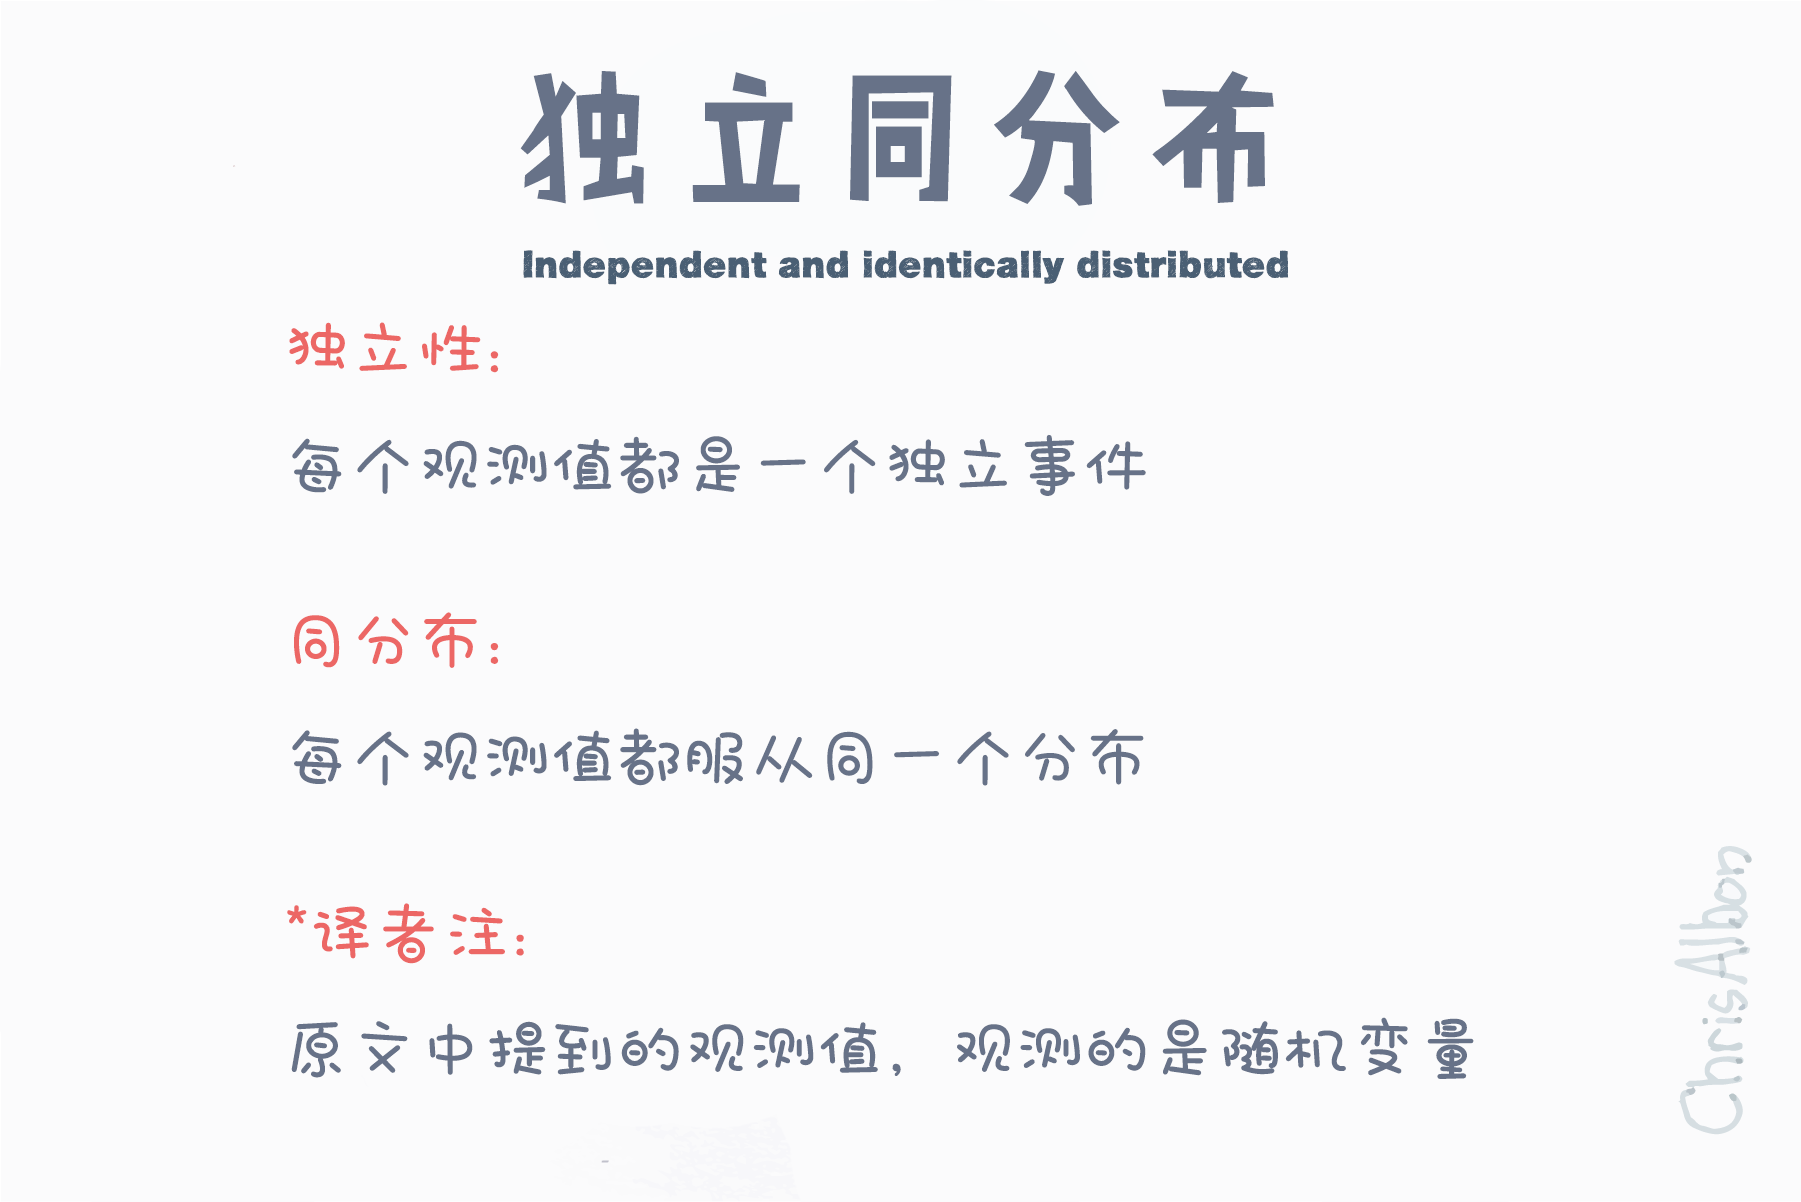 独立同分布
Independent and identically distributed
独立性:
每个观测值都是一个独立事件
同分布:
每个观测值都服从同一个分布
*译者注:
原文中提到的观测值，观测的是随机变量
ChrisAlbon